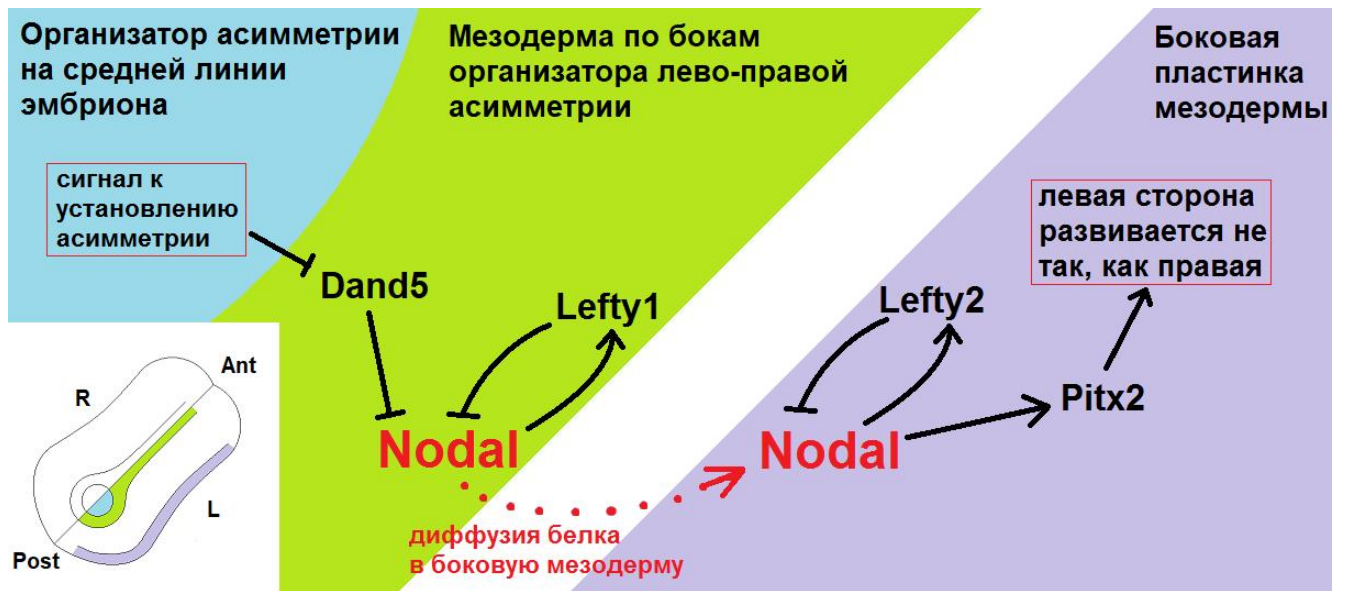 Организатор асимметрии
на средней линии
эмбриона
Мезодерма по бокам
организатора лево-правой
асимметрии
Боковая
пластинка
мезодермы
сигнал к
установлению
асимметрии
Dand5
Lefty1
Nodal
диффузия белка
в боковую мезодерму
Lefty2
Nodal
Pitx2
левая сторона
развивается не
так, как правая
Ant
R
L
Post